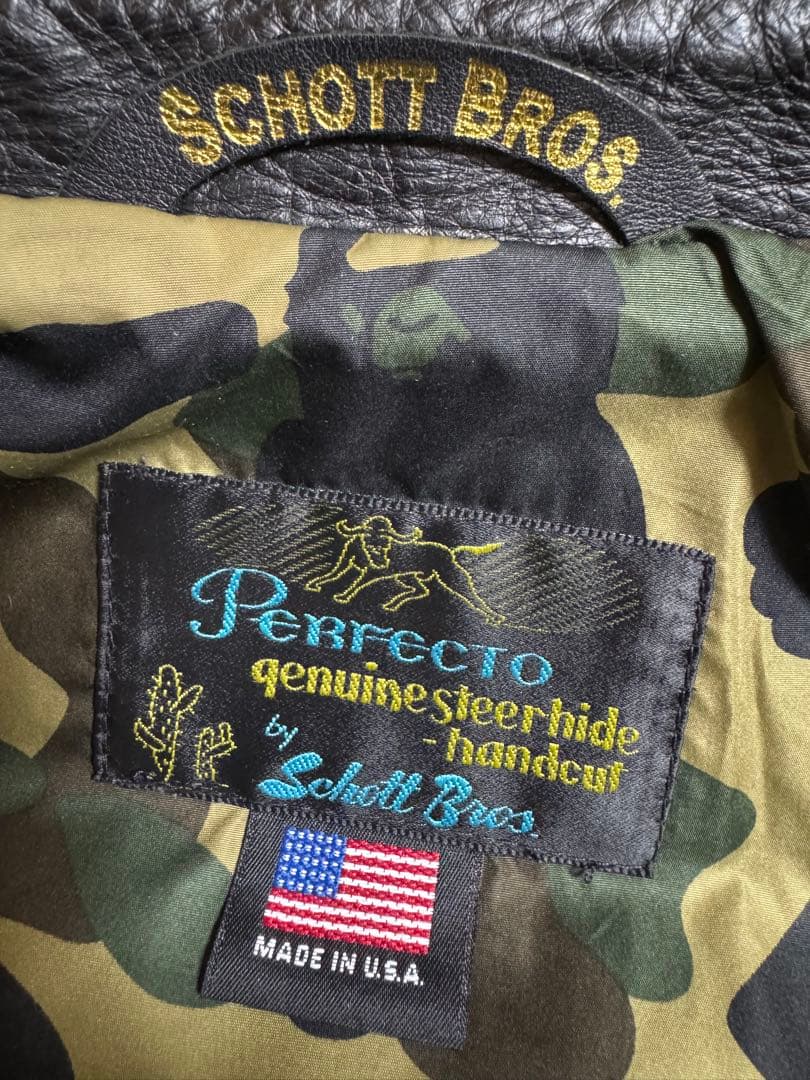 SCHOTT BROS.
PERFECTO
genuine steerhide
-handcut
by
Schott Bros.
MADE IN U.S.A.